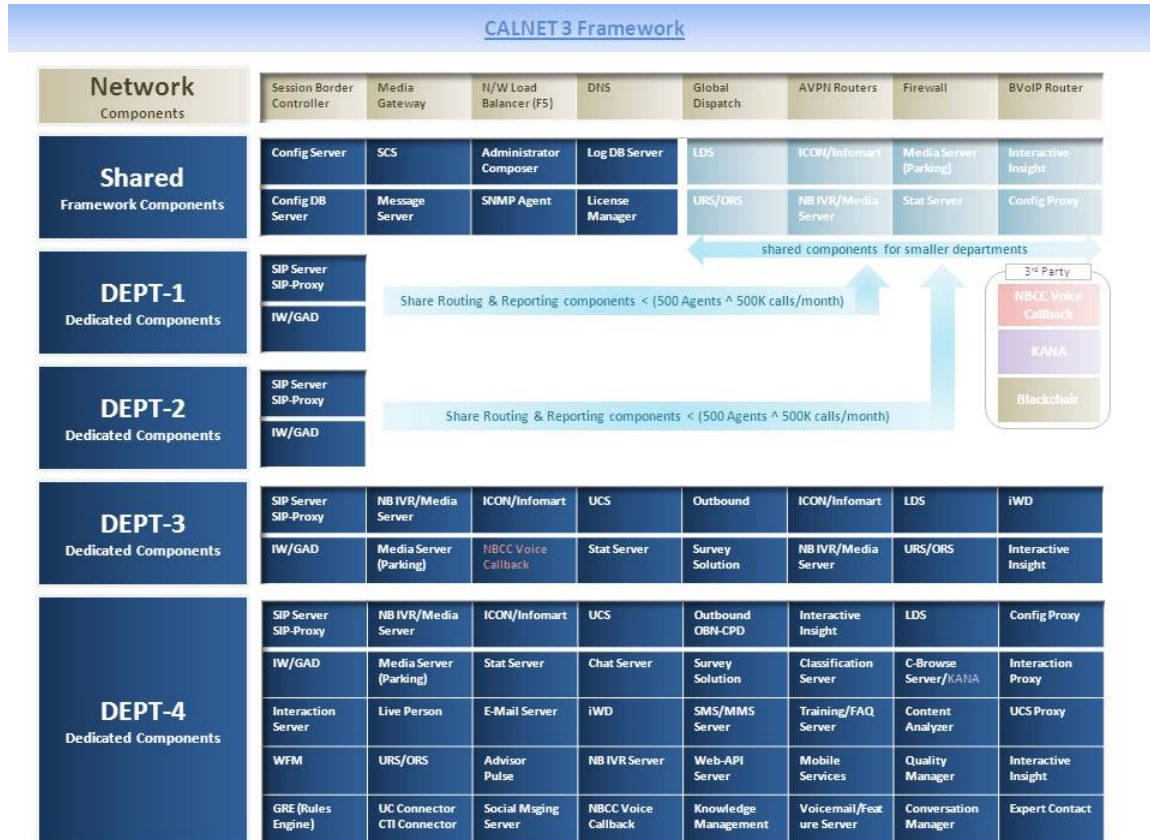 CALNET 3 Framework
Network
Components
Session Border
Controller
Media
Gateway
N/W Load
Balancer (F5)
DNS
Global
Dispatch
AVPN Routers
Firewall
BVoIP Router
Shared
Framework Components
Config Server
SCS
Administrator
Composer
Log DB Server
LDS
ICON/Infomart
Media Server
(Parking)
Interactive
Insight
Config DB
Server
Message
Server
SNMP Agent
License
Manager
URS/ORS
NB IVR/Media
Server
Stat Server
Config Proxy
shared components for smaller departments
DEPT-1
Dedicated Components
SIP Server
SIP-Proxy
IW/GAD
Share Routing & Reporting components < (500 Agents ^ 500K calls/month)
3rd Party
NBCC Voice
Callback
KANA
Blackchair
DEPT-2
Dedicated Components
SIP Server
SIP-Proxy
IW/GAD
Share Routing & Reporting components < (500 Agents ^ 500K calls/month)
DEPT-3
Dedicated Components
SIP Server
SIP-Proxy
NB IVR/Media
Server
ICON/Infomart
UCS
Outbound
ICON/Infomart
LDS
iWD
IW/GAD
Media Server
(Parking)
NBCC Voice
Callback
Stat Server
Survey
Solution
NB IVR/Media
Server
URS/ORS
Interactive
Insight
DEPT-4
Dedicated Components
SIP Server
SIP-Proxy
NB IVR/Media
Server
ICON/Infomart
UCS
Outbound
OBN-CPD
Interactive
Insight
LDS
Config Proxy
IW/GAD
Media Server
(Parking)
Stat Server
Chat Server
Survey
Solution
Classification
Server
C-Browse
Server/KANA
Interaction
Proxy
Interaction
Server
Live Person
E-Mail Server
iWD
SMS/MMS
Server
Training/FAQ
Server
Content
Analyzer
UCS Proxy
WFM
URS/ORS
Advisor
Pulse
NB IVR Server
Web-API
Server
Mobile
Services
Quality
Manager
Interactive
Insight
GRE (Rules
Engine)
UC Connector
CTI Connector
Social Msging
Server
NBCC Voice
Callback
Knowledge
Management
Voicemail/Feat
ure Server
Conversation
Manager
Expert Contact